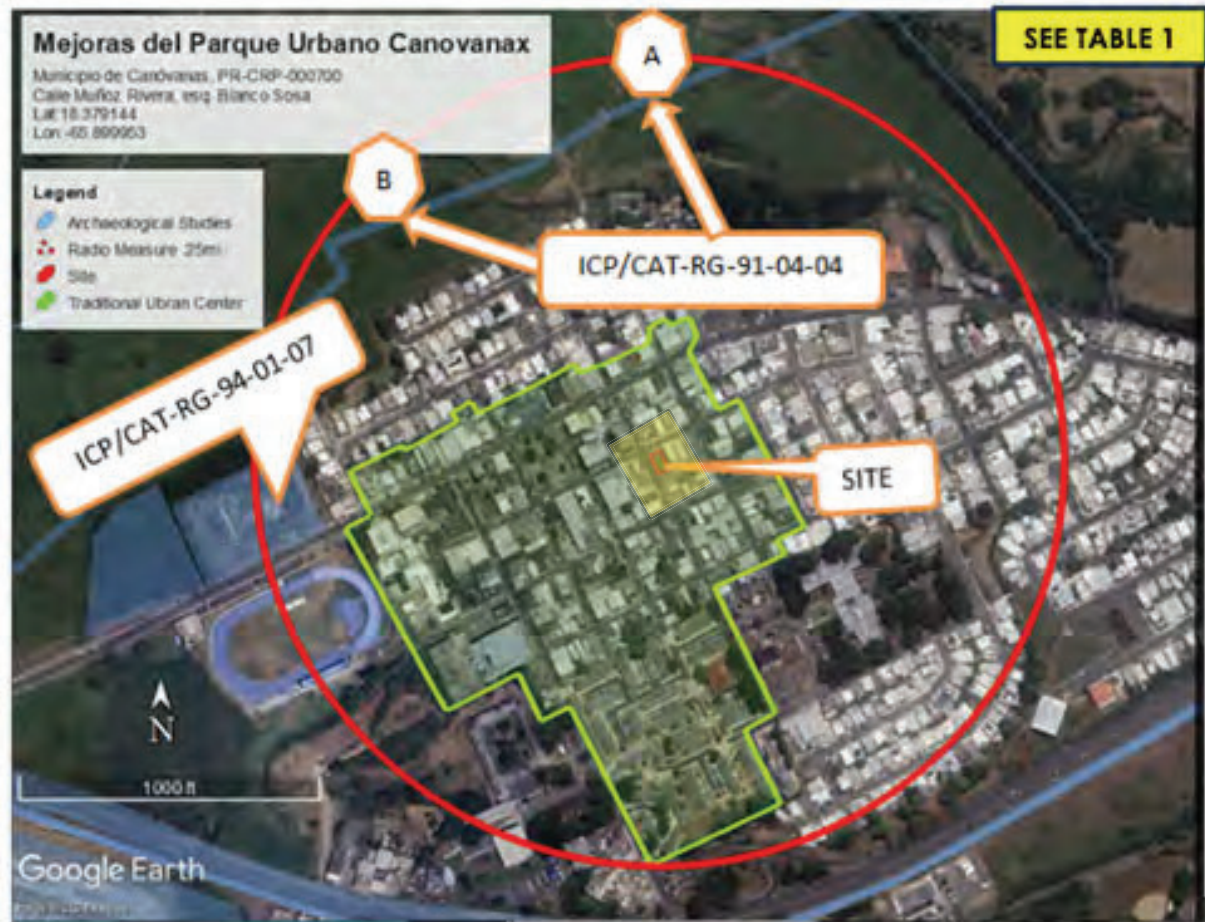 Mejoras del Parque Urbano Canovanax
Municipio de Canóvanas, PR-CRP-000700
Calle Muñoz Rivera, esq. Blanco Sosa
Lat 18.379144
Lon -65.899953
SEE TABLE 1
A
B
Legend
Archaeological Studies
Radio Measure .25mi
Site
Traditional Ubran Center
ICP/CAT-RG-91-04-04
ICP/CAT-RG-94-01-07
SITE
N
1000 ft
Google Earth